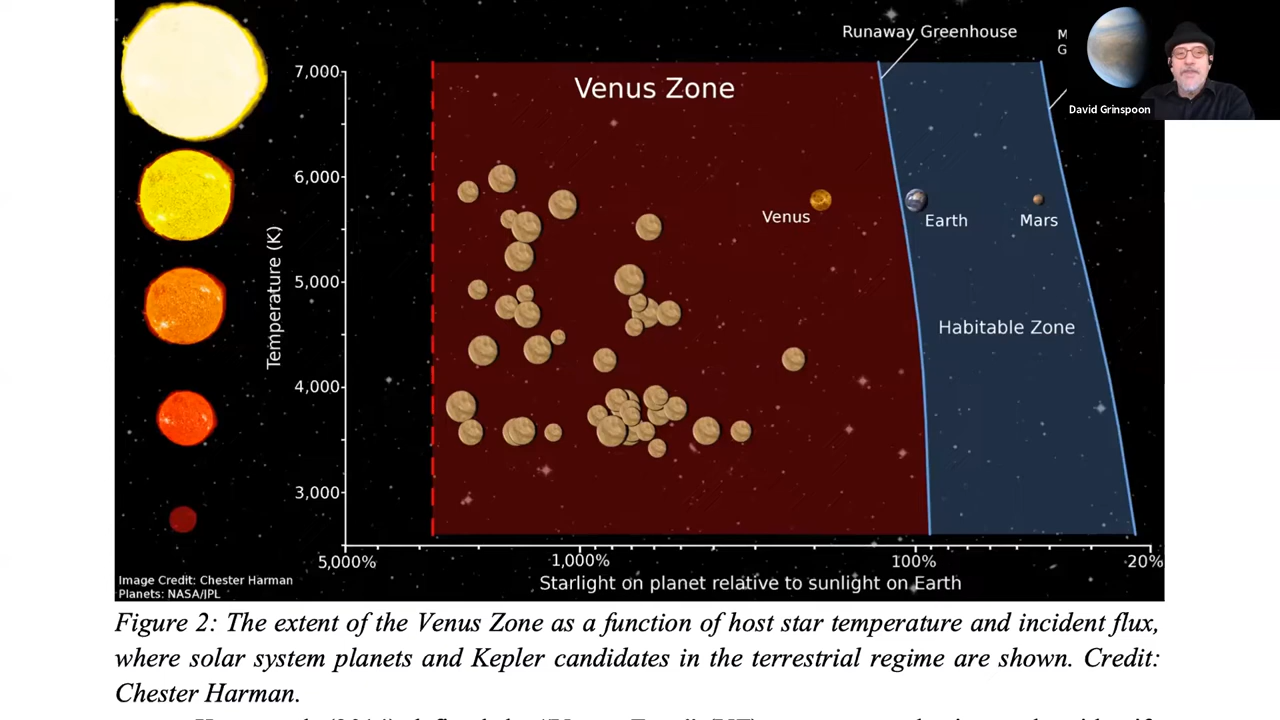 Runaway Greenhouse
M
G
David Grinspoon
Venus Zone
7,000
6,000
5,000
4,000
3,000
Temperature (K)
Venus
Earth
Mars
Habitable Zone
5,000%
1,000%
100%
20%
Starlight on planet relative to sunlight on Earth
Image Credit: Chester Harman
Planets: NASA/JPL
Figure 2: The extent of the Venus Zone as a function of host star temperature and incident flux,
where solar system planets and Kepler candidates in the terrestrial regime are shown. Credit:
Chester Harman.